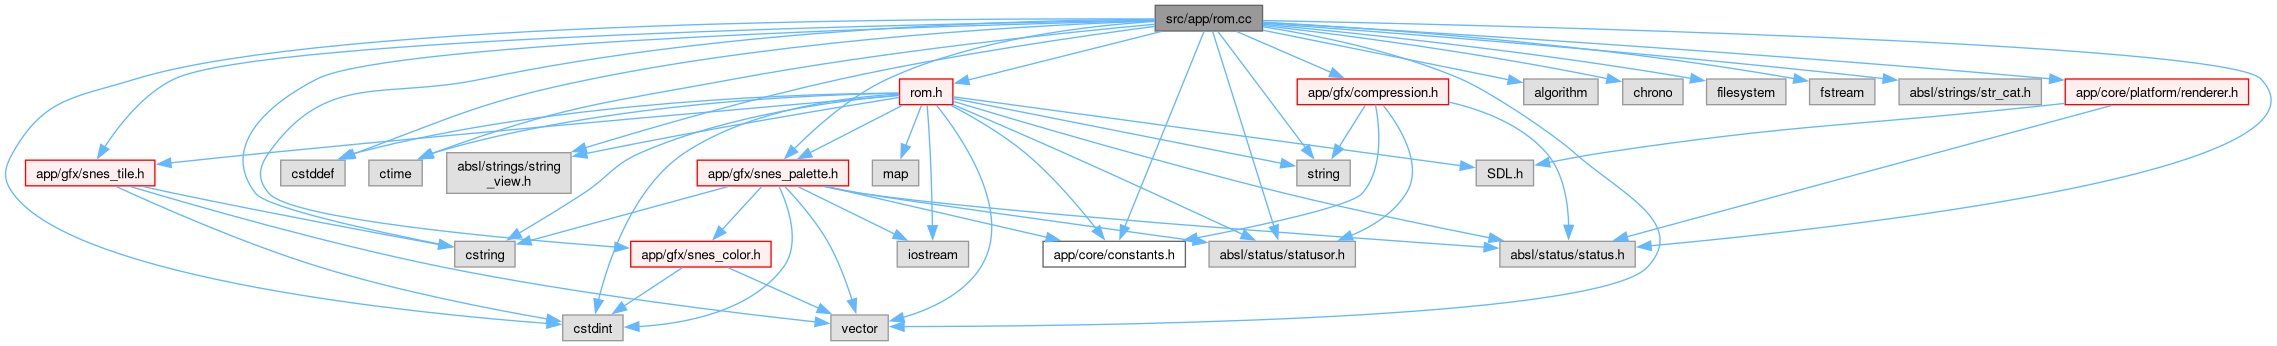 src/app/rom.cc
rom.h
app/gfx/compression.h
algorithm
chrono
filesystem
fstream
absl/strings/str_cat.h
app/core/platform/renderer.h
app/gfx/snes_tile.h
cstddef
ctime
absl/strings/string
_view.h
app/gfx/snes_palette.h
map
string
SDL.h
cstring
app/gfx/snes_color.h
iostream
app/core/constants.h
absl/status/statusor.h
absl/status/status.h
cstdint
vector